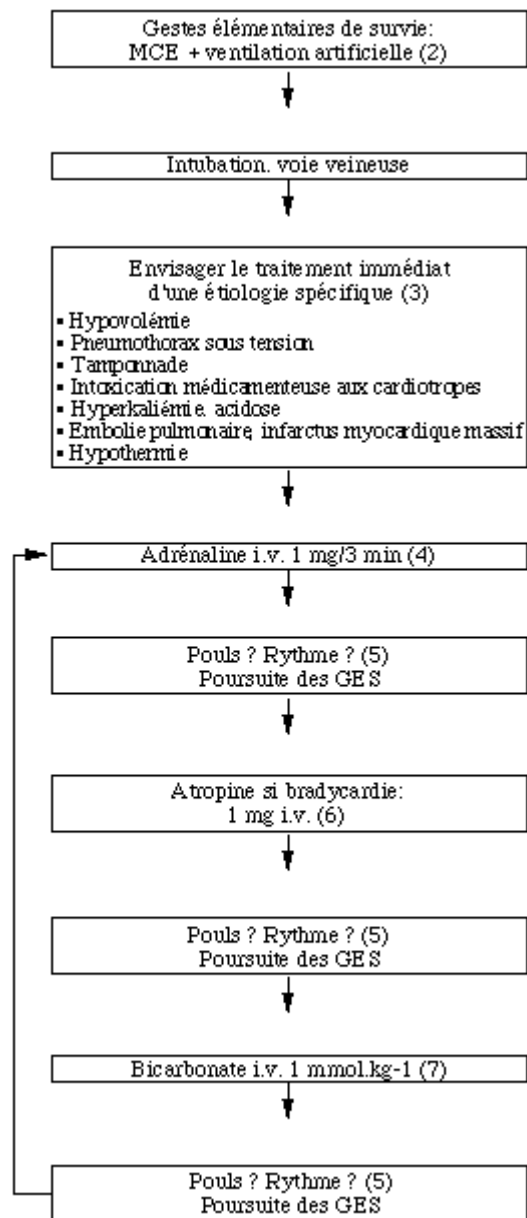 Gestes élémentaires de survie:
MCE + ventilation artificielle (2)
Intubation. voie veineuse
Envisager le traitement immédiat
d'une étiologie spécifique (3)
▪ Hypovolémie
▪ Pneumothorax sous tension
▪ Tamponnade
▪ Intoxication médicamenteuse aux cardiotropes
▪ Hyperkaliémie. acidose
▪ Embolie pulmonaire, infarctus myocardique massif
▪ Hypothermie
Adrénaline i.v. 1 mg/3 min (4)
Pouls ? Rythme ? (5)
Poursuite des GES
Atropine si bradycardie:
1 mg i.v. (6)
Pouls ? Rythme ? (5)
Poursuite des GES
Bicarbonate i.v. 1 mmol.kg-1 (7)
Pouls ? Rythme ? (5)
Poursuite des GES